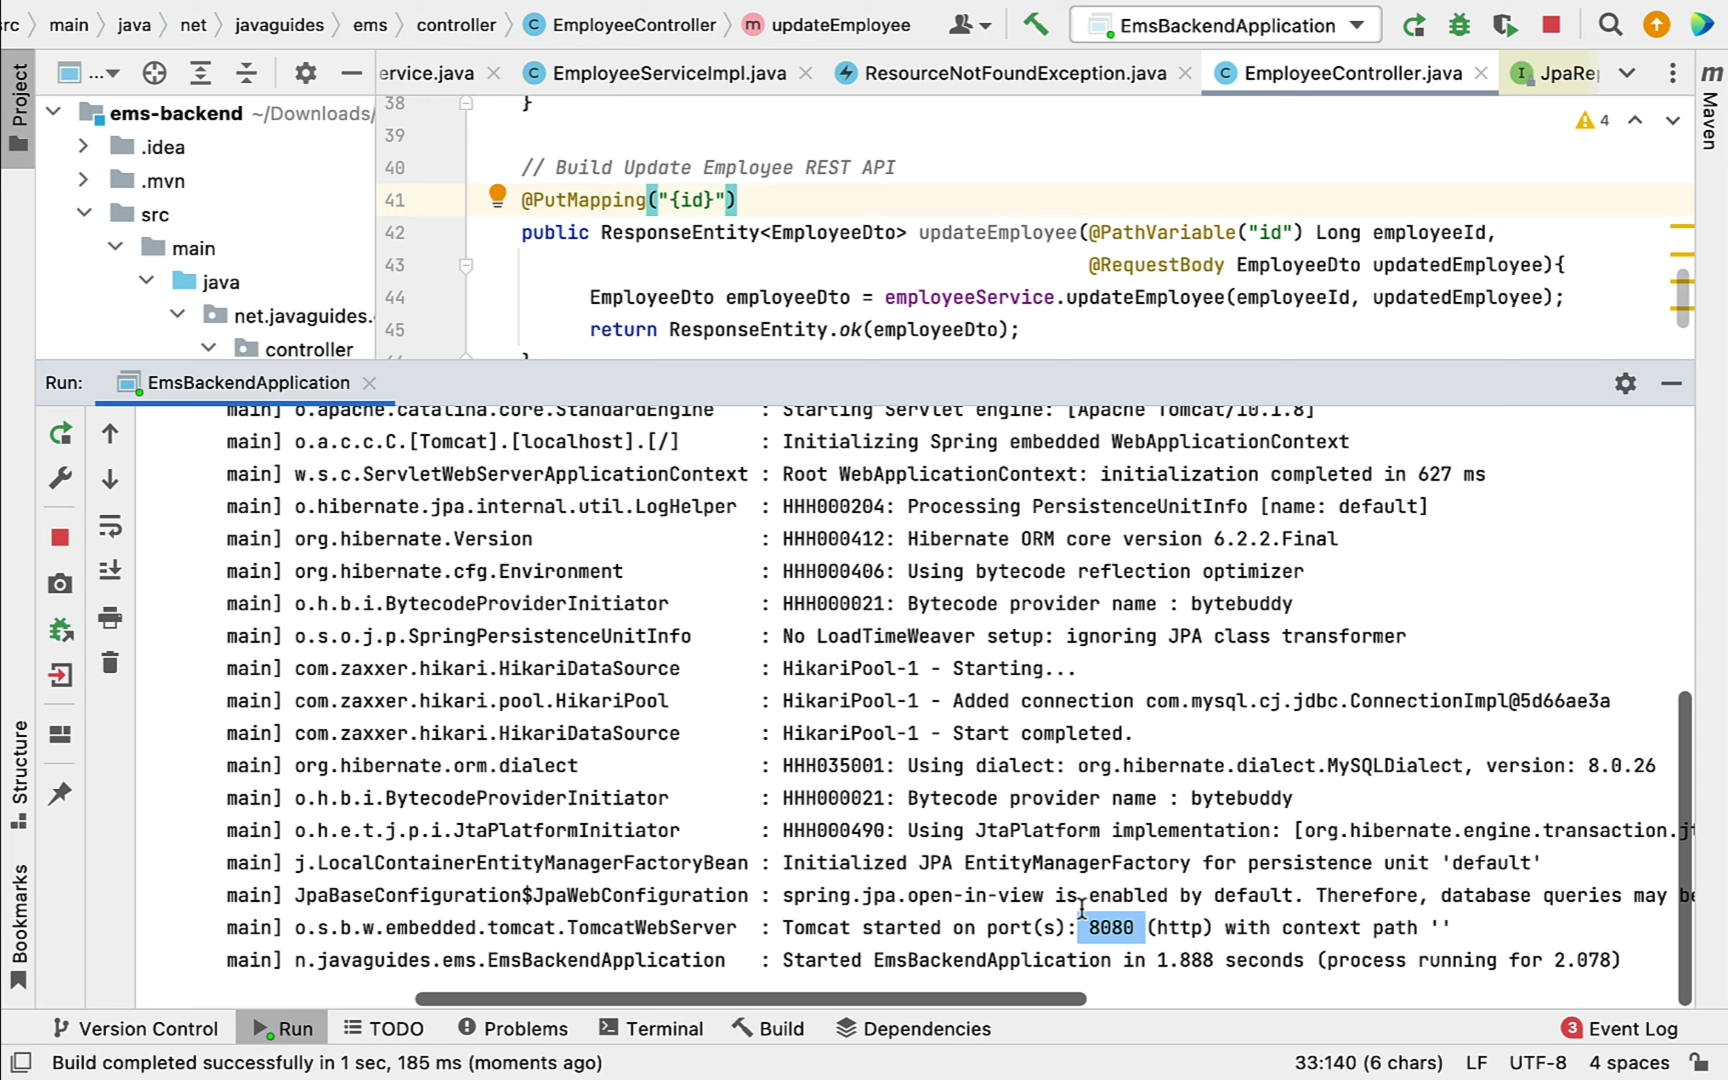 rc main java net javaguides ems controller EmployeeController updateEmployee EmsBackendApplication
... ervice.java EmployeeServiceImpl.java ResourceNotFoundException.java EmployeeController.java JpaRe
Project
Maven
ems-backend ~/Downloads/
.idea
.mvn
src
main
java
net.javaguides.
controller
4
38 }
39
40 // Build Update Employee REST API
41 @PutMapping("{id}")
42 public ResponseEntity<EmployeeDto> updateEmployee(@PathVariable("id") Long employeeId,
43 @RequestBody EmployeeDto updatedEmployee){
44 EmployeeDto employeeDto = employeeService.updateEmployee(employeeId, updatedEmployee);
45 return ResponseEntity.ok(employeeDto);
}
Run: EmsBackendApplication
main] o.apache.catalina.core.StandardEngine : Starting Servlet engine: [Apache Tomcat/10.1.8]
main] o.a.c.c.C.[Tomcat].[localhost].[/] : Initializing Spring embedded WebApplicationContext
main] w.s.c.ServletWebServerApplicationContext : Root WebApplicationContext: initialization completed in 627 ms
main] o.hibernate.jpa.internal.util.LogHelper : HHH000204: Processing PersistenceUnitInfo [name: default]
main] org.hibernate.Version : HHH000412: Hibernate ORM core version 6.2.2.Final
main] org.hibernate.cfg.Environment : HHH000406: Using bytecode reflection optimizer
main] o.h.b.i.BytecodeProviderInitiator : HHH000021: Bytecode provider name : bytebuddy
main] o.s.o.j.p.SpringPersistenceUnitInfo : No LoadTimeWeaver setup: ignoring JPA class transformer
main] com.zaxxer.hikari.HikariDataSource : HikariPool-1 - Starting...
main] com.zaxxer.hikari.pool.HikariPool : HikariPool-1 - Added connection com.mysql.cj.jdbc.ConnectionImpl@5d66ae3a
main] com.zaxxer.hikari.HikariDataSource : HikariPool-1 - Start completed.
main] org.hibernate.orm.dialect : HHH035001: Using dialect: org.hibernate.dialect.MySQLDialect, version: 8.0.26
main] o.h.b.i.BytecodeProviderInitiator : HHH000021: Bytecode provider name : bytebuddy
main] o.h.e.t.j.p.i.JtaPlatformInitiator : HHH000490: Using JtaPlatform implementation: [org.hibernate.engine.transaction.jt
main] j.LocalContainerEntityManagerFactoryBean : Initialized JPA EntityManagerFactory for persistence unit 'default'
main] JpaBaseConfiguration$JpaWebConfiguration : spring.jpa.open-in-view is enabled by default. Therefore, database queries may be
main] o.s.b.w.embedded.tomcat.TomcatWebServer : Tomcat started on port(s): 8080 (http) with context path ''
main] n.javaguides.ems.EmsBackendApplication : Started EmsBackendApplication in 1.888 seconds (process running for 2.078)
Structure
Bookmarks
Version Control Run TODO Problems Terminal Build Dependencies 3 Event Log
Build completed successfully in 1 sec, 185 ms (moments ago) 33:140 (6 chars) LF UTF-8 4 spaces